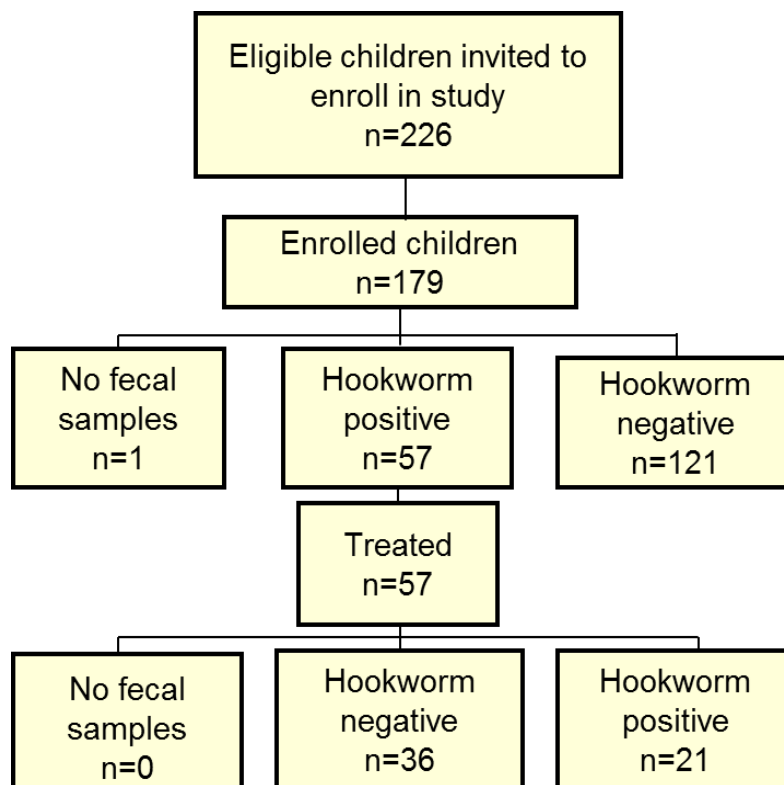 Eligible children invited to
enroll in study
n=226
Enrolled children
n=179
No fecal
samples
n=1
Hookworm
positive
n=57
Hookworm
negative
n=121
Treated
n=57
No fecal
samples
n=0
Hookworm
negative
n=36
Hookworm
positive
n=21